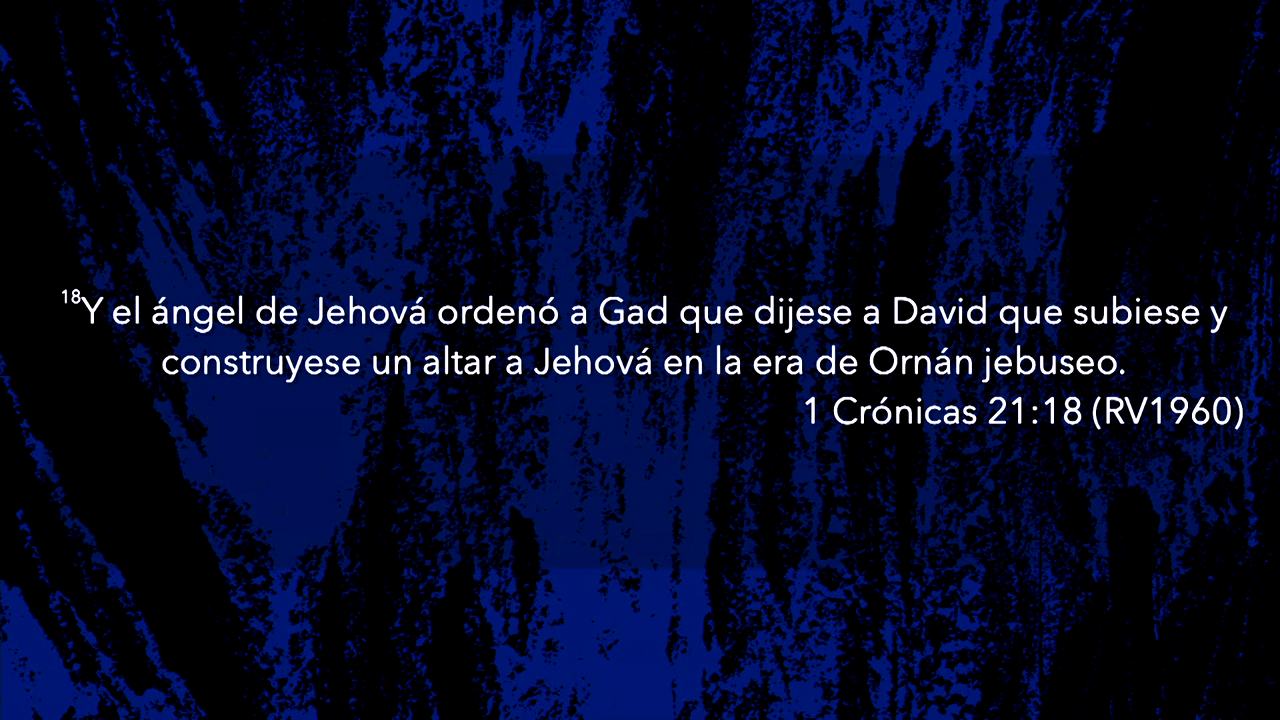 18Y el ángel de Jehová ordenó a Gad que dijese a David que subiese y
construyese un altar a Jehová en la era de Ornán jebuseo.
1 Crónicas 21:18 (RV1960)